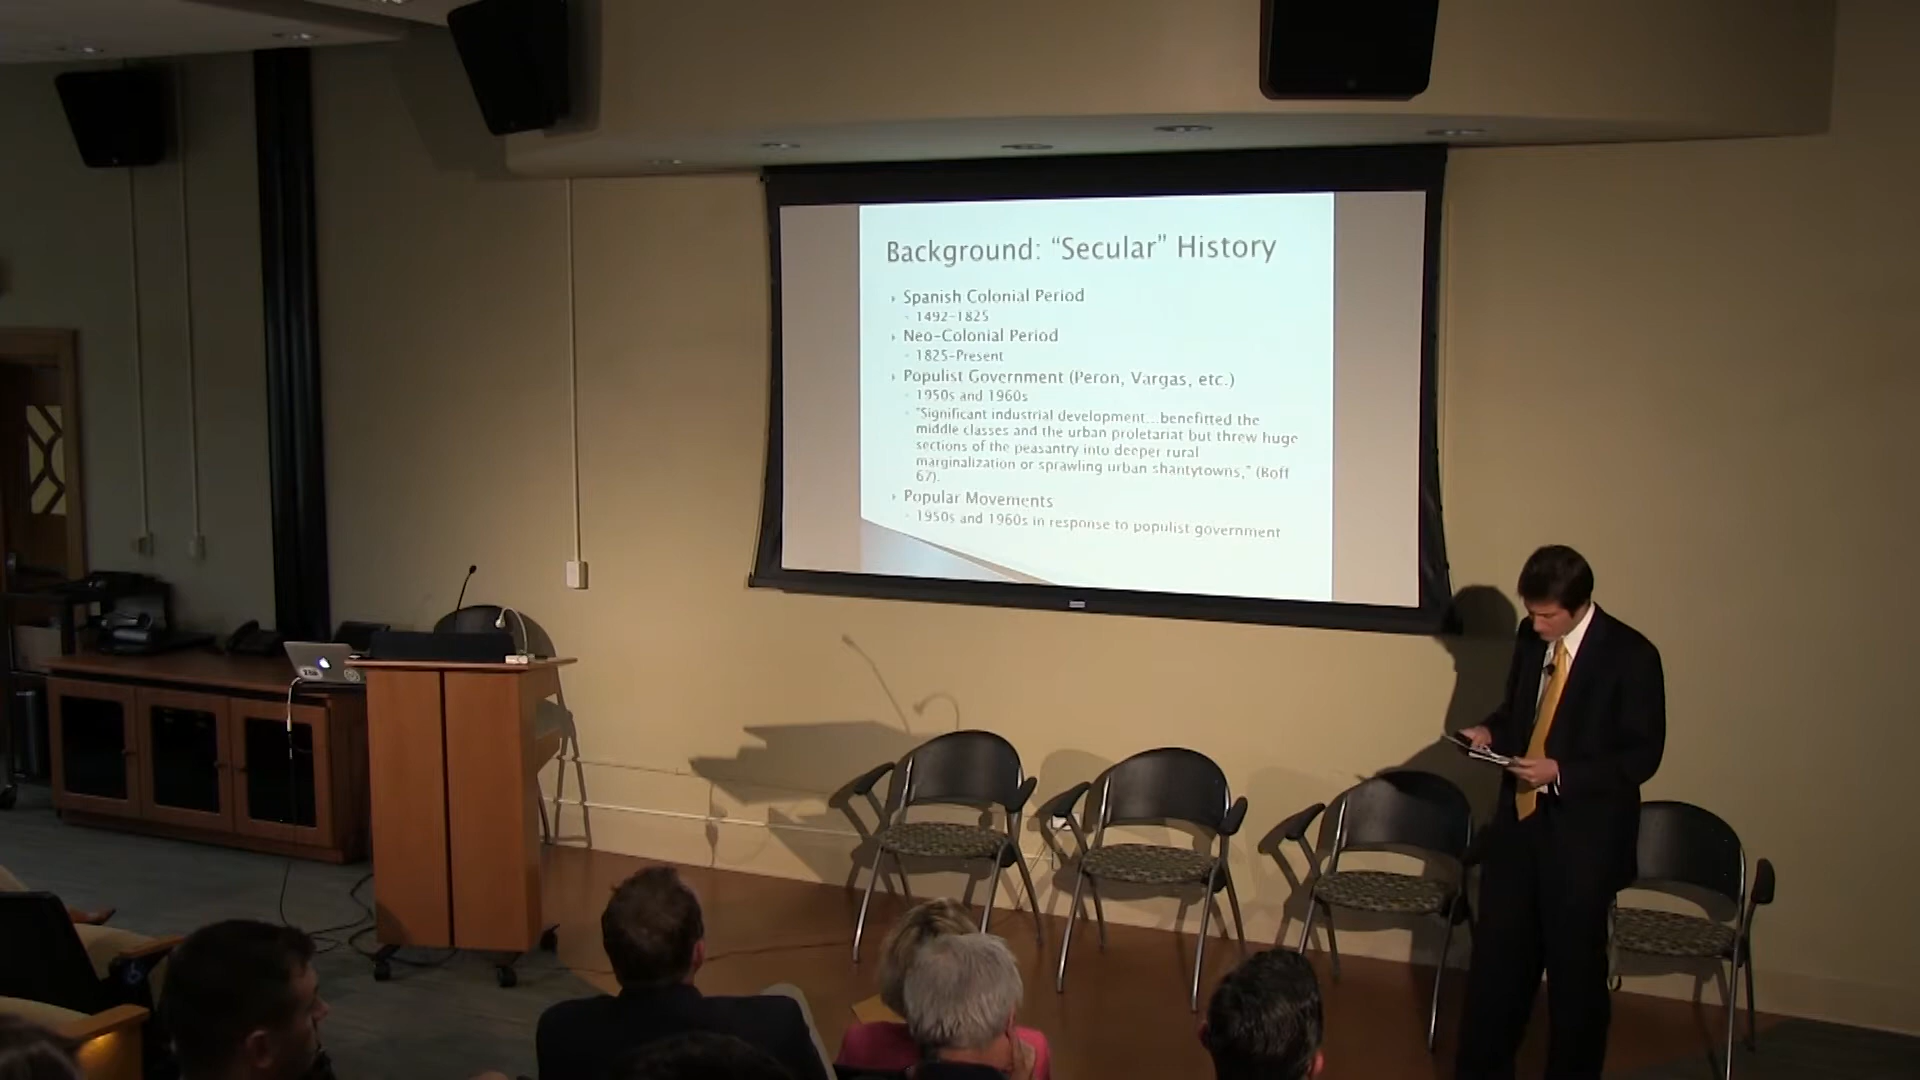 Background: “Secular” History
Spanish Colonial Period
1492-1825
Neo-Colonial Period
1825-Present
Populist Government (Peron, Vargas, etc.)
1950s and 1960s
"Significant industrial development...benefitted the
middle classes and the urban proletariat but threw huge
sections of the peasantry into deeper rural
marginalization or sprawling urban shantytowns," (Boff
67).
Popular Movements
1950s and 1960s in response to populist government